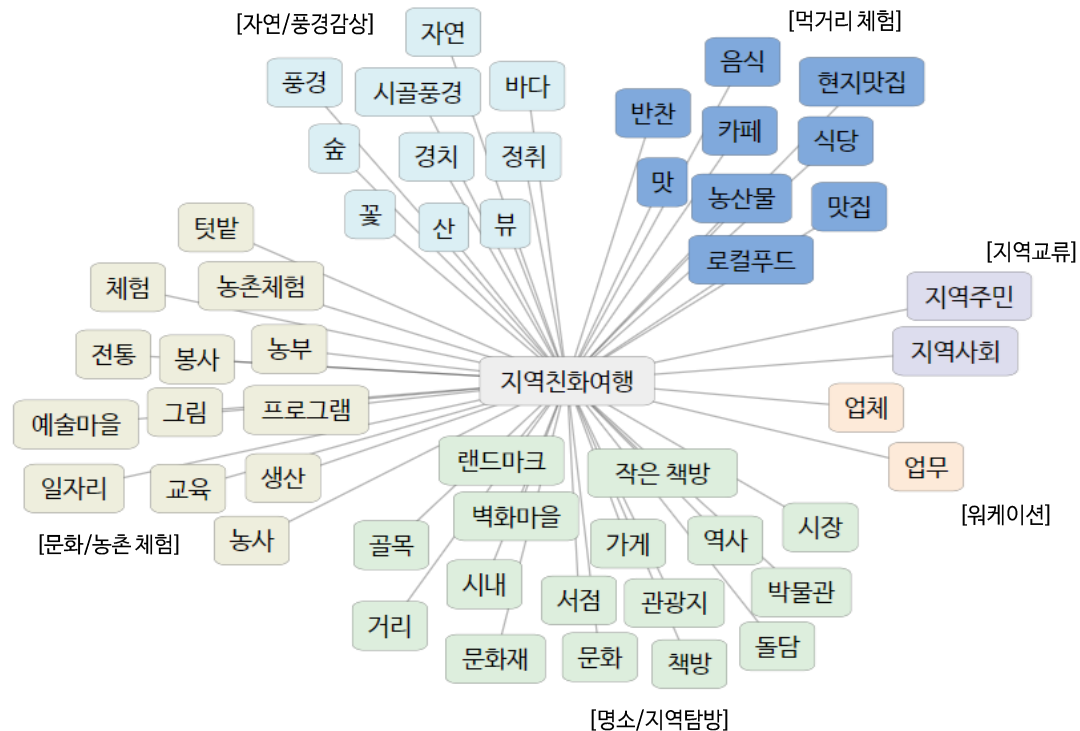 [자연/풍경감상]
자연
풍경
시골풍경
바다
숲
경치
정취
꽃
산
뷰
[먹거리 체험]
음식
현지맛집
반찬
카페
식당
맛
농산물
맛집
로컬푸드
[지역교류]
지역주민
지역사회
업체
업무
[워케이션]
텃밭
체험
농촌체험
전통
봉사
농부
예술마을
그림
프로그램
일자리
교육
생산
농사
[문화/농촌 체험]
지역친화여행
랜드마크
작은 책방
벽화마을
골목
가게
역사
시장
시내
서점
관광지
박물관
거리
문화재
문화
책방
돌담
[명소/지역탐방]